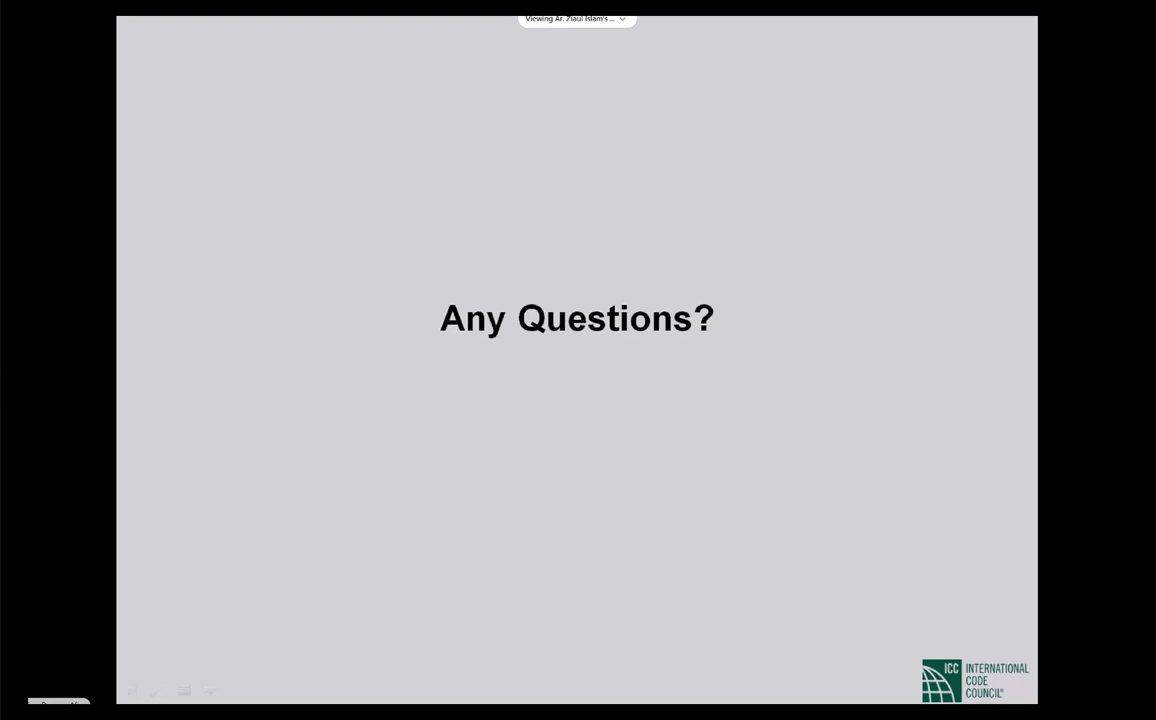 Viewing Ar. Ziaul Islam's ...
Any Questions?
ICC INTERNATIONAL
CODE
COUNCIL®